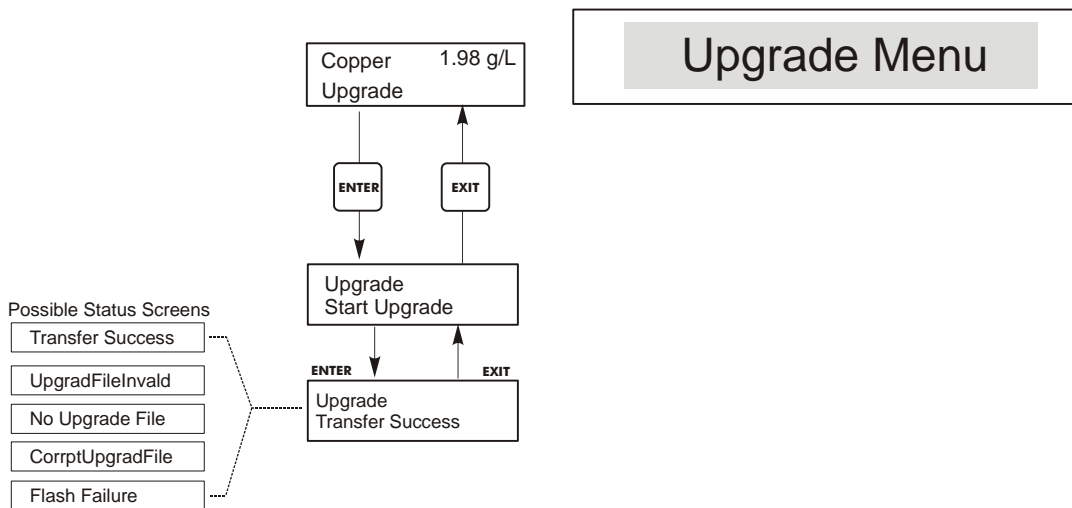 Upgrade Menu
Copper 1.98 g/L
Upgrade
ENTER EXIT
Upgrade
Start Upgrade
ENTER EXIT
Upgrade
Transfer Success
Possible Status Screens
Transfer Success
UpgradFileInvald
No Upgrade File
CorrptUpgradFile
Flash Failure